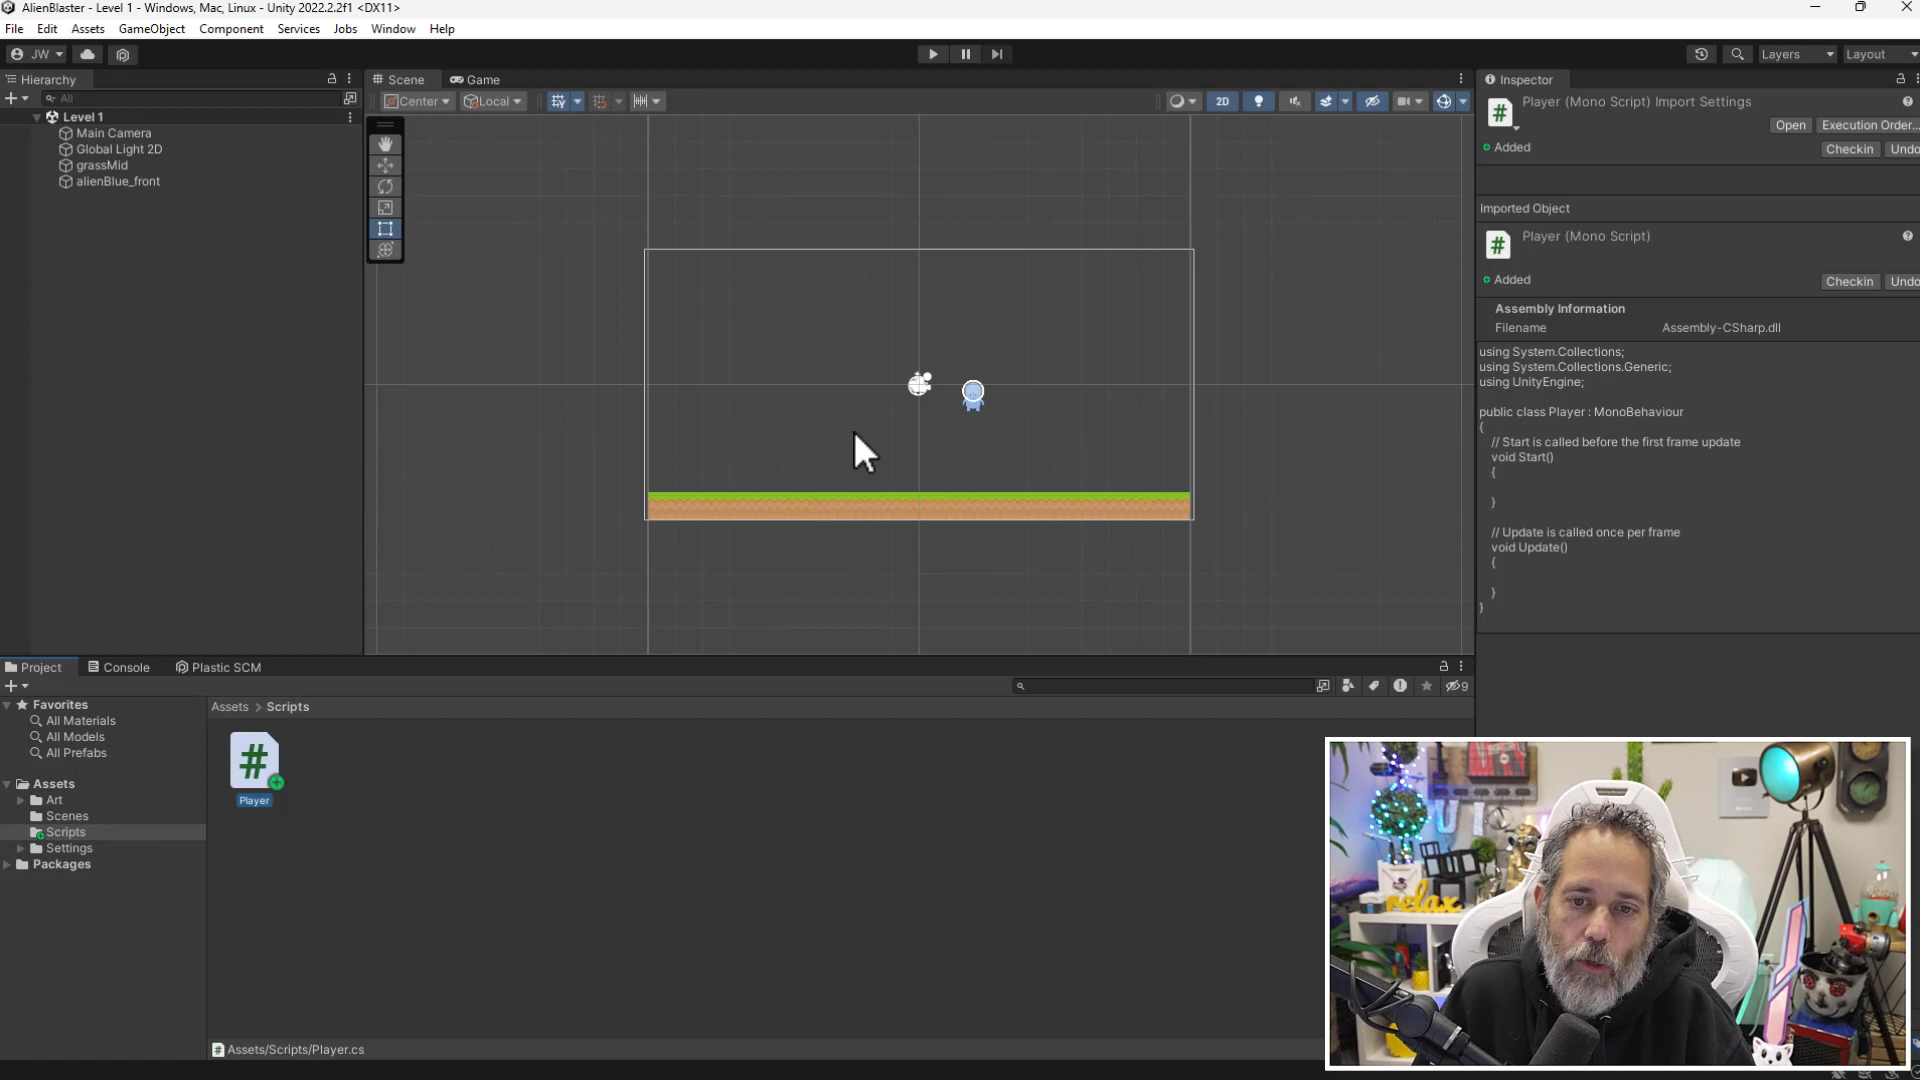 AlienBlaster - Level 1 - Windows, Mac, Linux - Unity 2022.2.2f1 <DX11>
File Edit Assets GameObject Component Services Jobs Window Help
JW Layers Layout
Hierarchy
All
Level 1
Main Camera
Global Light 2D
grassMid
alienBlue_front
Scene Game
Center Local 2D
Inspector
Player (Mono Script) Import Settings
Open Execution Order...
Added Checkin Undo
Imported Object
Player (Mono Script)
Added Checkin Undo
Assembly Information
Filename Assembly-CSharp.dll
using System.Collections;
using System.Collections.Generic;
using UnityEngine;
public class Player : MonoBehaviour
{
// Start is called before the first frame update
void Start()
{
}
// Update is called once per frame
void Update()
{
}
}
Project Console Plastic SCM
9
Favorites
All Materials
All Models
All Prefabs
Assets
Art
Scenes
Scripts
Settings
Packages
Assets > Scripts
#
Player
Assets/Scripts/Player.cs
relax